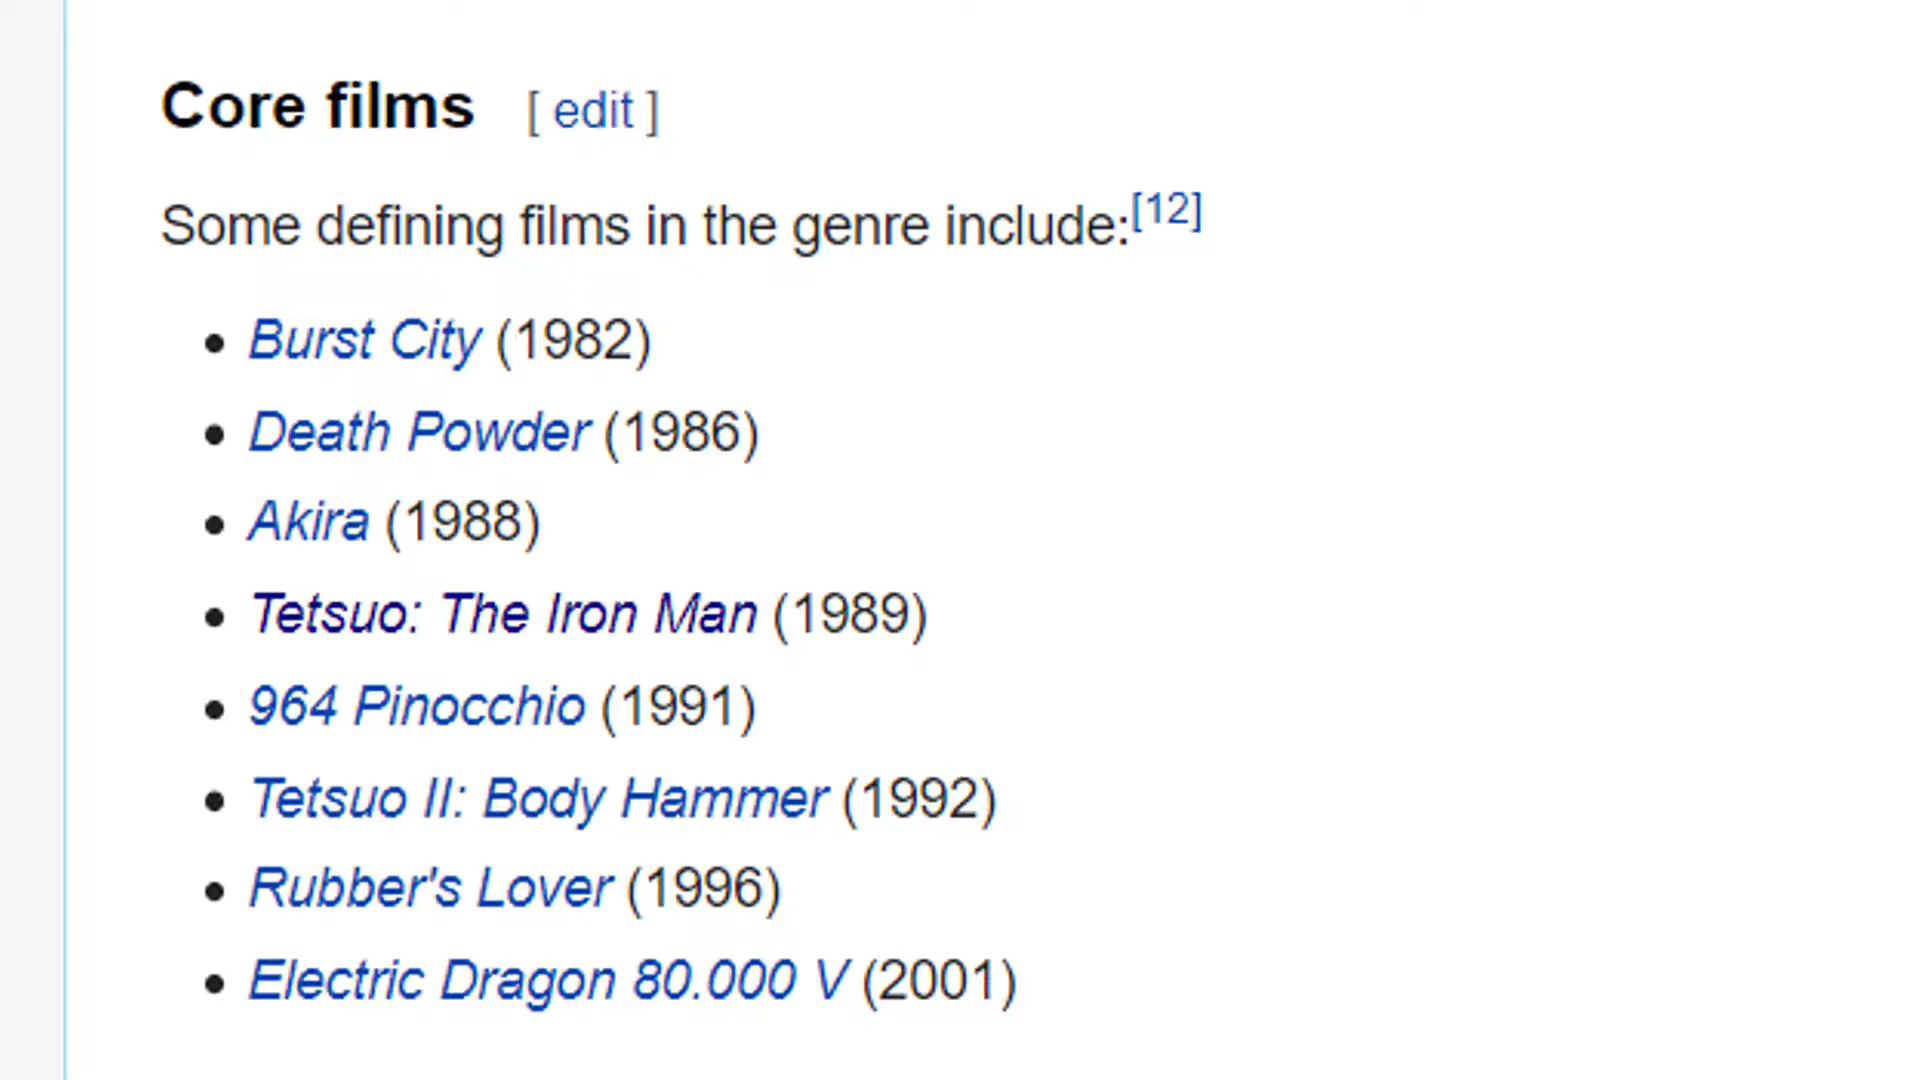 Core films [ edit ]
Some defining films in the genre include:[12]
• Burst City (1982)
• Death Powder (1986)
• Akira (1988)
• Tetsuo: The Iron Man (1989)
• 964 Pinocchio (1991)
• Tetsuo II: Body Hammer (1992)
• Rubber's Lover (1996)
• Electric Dragon 80.000 V (2001)